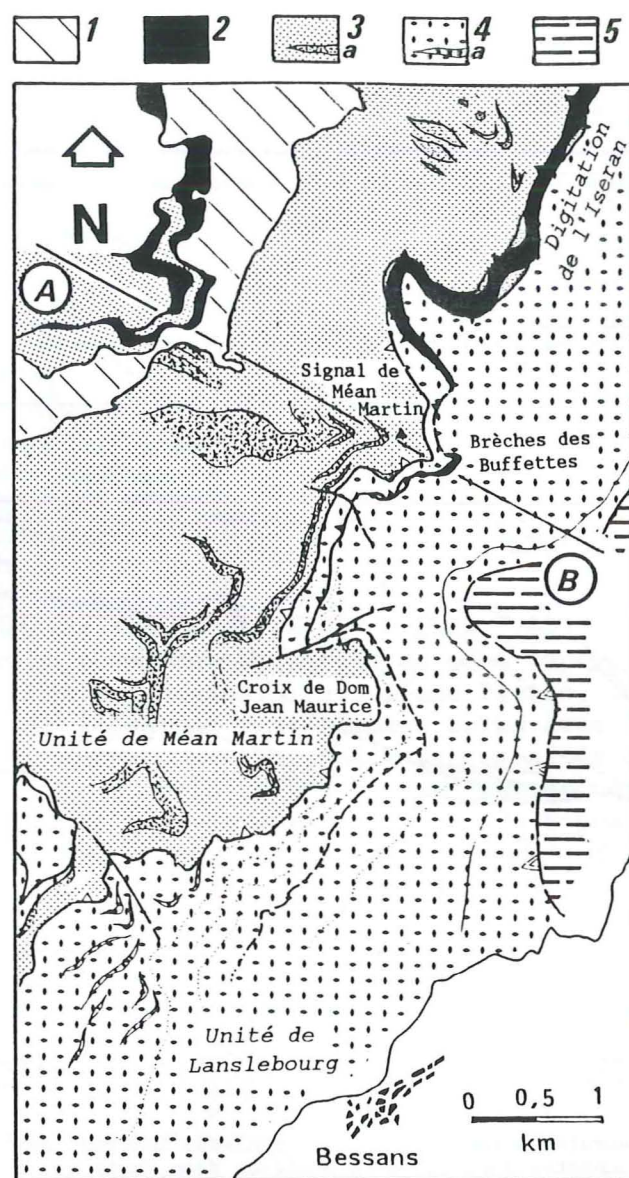 1 2 3 a 4 a 5
N
A
Digitation
de l'Iseran
Signal de
Méan
Martin
Brèches des
Buffettes
B
Croix de Dom
Jean Maurice
Unité de Méan Martin
Unité de
Lanslebourg
0 0,5 1
km
Bessans